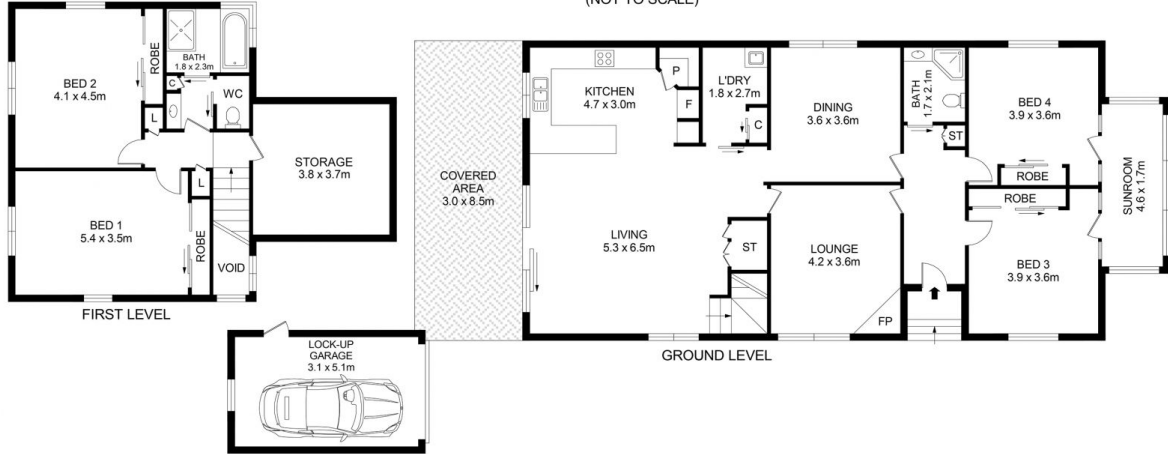 (NOT TO SCALE)
BED 2
4.1 x 4.5m
ROBE
BATH
1.8 x 2.3m
C
WC
L
L
BED 1
5.4 x 3.5m
ROBE
VOID
STORAGE
3.8 x 3.7m
FIRST LEVEL
LOCK-UP
GARAGE
3.1 x 5.1m
COVERED
AREA
3.0 x 8.5m
KITCHEN
4.7 x 3.0m
P
F
L'DRY
1.8 x 2.7m
C
DINING
3.6 x 3.6m
BATH
1.7 x 2.1m
ST
BED 4
3.9 x 3.6m
ROBE
ROBE
SUNROOM
4.6 x 1.7m
LIVING
5.3 x 6.5m
ST
LOUNGE
4.2 x 3.6m
FP
BED 3
3.9 x 3.6m
GROUND LEVEL